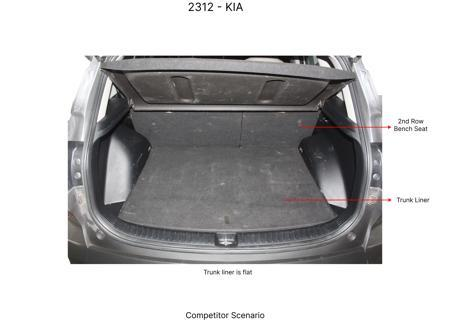 2312 - KIA
2nd Row
Bench Seat
Trunk Liner
Trunk liner is flat
Competitor Scenario